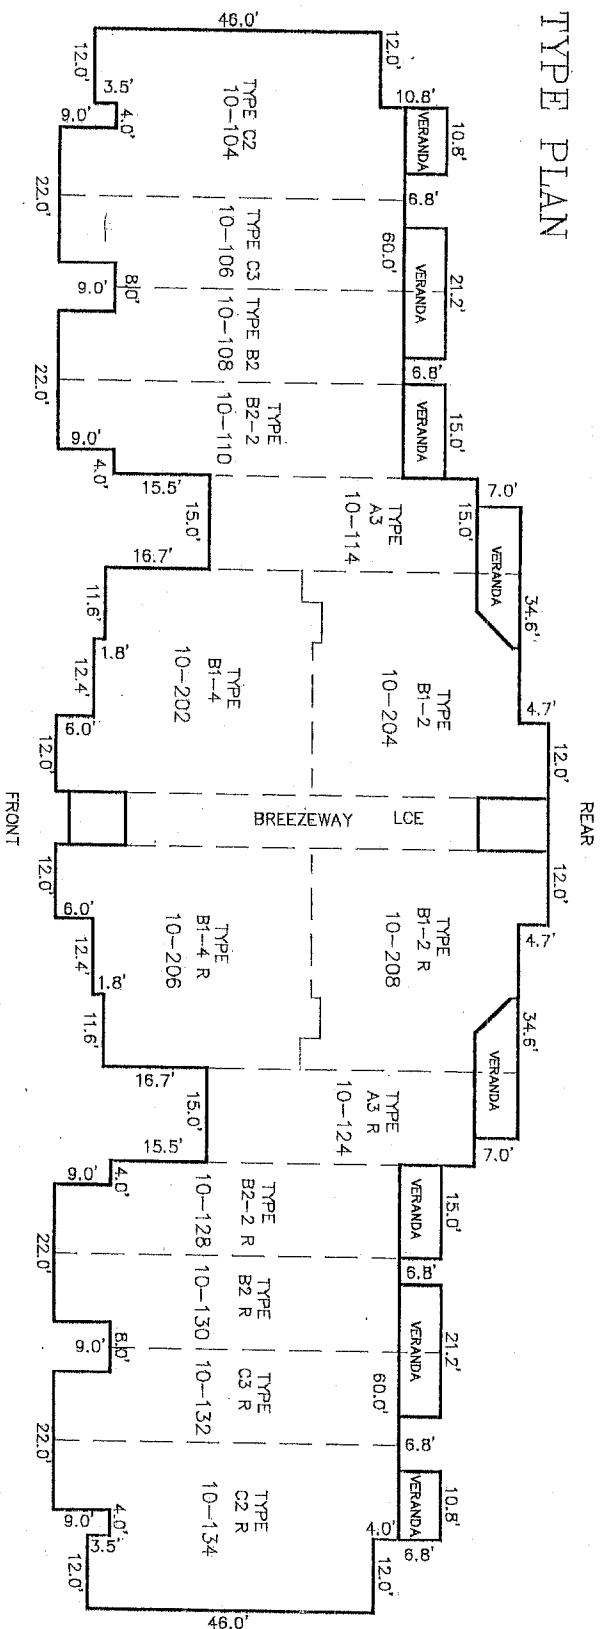 TYPE PLAN
46.0'
12.0'
10.8'
VERANDA
10.8'
12.0'
3.5'
4.0'
9.0'
TYPE C2
10-104
6.8'
22.0'
TYPE C3
10-106
60.0'
VERANDA
21.2'
9.0'
8.0'
TYPE B2
10-108
6.8'
22.0'
TYPE
B2-2
10-110
VERANDA
15.0'
9.0'
4.0'
15.5'
15.0'
TYPE
A3
10-114
15.0'
7.0'
VERANDA
34.6'
16.7'
11.6'
1.8'
12.4'
6.0'
12.0'
TYPE
B1-4
10-202
TYPE
B1-2
10-204
4.7'
12.0'
FRONT
BREEZEWAY
LCE
REAR
12.0'
6.0'
12.4'
1.8'
11.6'
TYPE
B1-4 R
10-206
TYPE
B1-2 R
10-208
12.0'
4.7'
34.6'
VERANDA
7.0'
16.7'
15.0'
15.5'
TYPE
A3 R
10-124
9.0'
4.0'
TYPE
B2-2 R
10-128
VERANDA
15.0'
22.0'
6.8'
TYPE
B2 R
10-130
VERANDA
21.2'
9.0'
8.0'
TYPE
C3 R
10-132
60.0'
22.0'
6.8'
TYPE
C2 R
10-134
VERANDA
10.8'
9.0'
4.0'
3.5'
12.0'
4.0'
6.8'
12.0'
46.0'